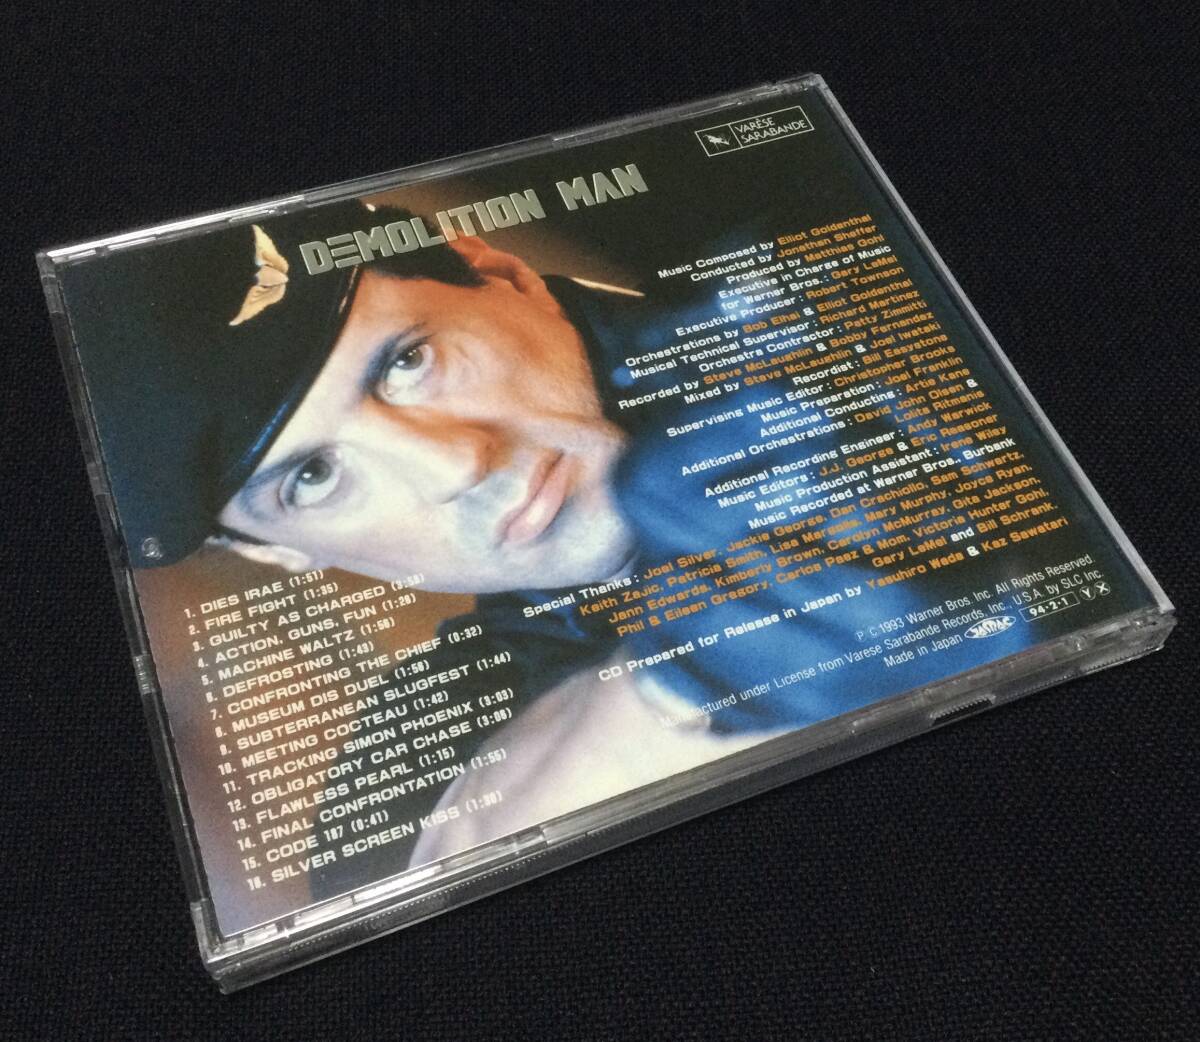 VARÈSE
SARABANDE
DEMOLITION MAN
Music Composed by Elliot Goldenthal
Conducted by Jonathan Sheffer
Produced by Matthias Gohl
Executive in Charge of Music
for Warner Bros.: Gary LeMel
Executive Producer: Robert Townson
Orchestrations by Bob Elhai & Elliot Goldenthal
Musical Technical Supervisor: Richard Martinez
Orchestra Contractor: Patty Zimmitti
Recorded by Steve McLaughlin & Bobby Fernandez
Mixed by Steve McLaughlin & Joel Iwataki
Recordist: Bill Easystone
Supervising Music Editor: Christopher Brooks
Music Preparation: Joel Franklin
Additional Conducting: Artie Kane
Additional Orchestrations: David John Olsen &
Lolita Ritmanis
Additional Recording Engineer: Andy Warwick
Music Editors: J.J. George & Eric Reasoner
Music Production Assistant: Irene Wiley
Music Recorded at Warner Bros., Burbank
Special Thanks: Joel Silver, Jackie George, Dan Crachiollo, Sam Schwartz,
Keith Zajic, Patricia Smith, Lisa Margolis, Mary Murphy, Joyce Ryan,
Jann Edwards, Kimberly Brown, Carolyn McMurray, Gita Jackson,
Phil & Eileen Gregory, Carlos Paez & Mom, Victoria Hunter Gohl,
Gary LeMel and Bill Schrank.
CD Prepared for Release in Japan by Yasuhiro Wada & Kaz Sawatari
P. C 1993 Warner Bros. Inc. All Rights Reserved
Manufactured under License from Varese Sarabande Records, Inc., U.S.A. by SLC Inc.
Made in Japan 94・2・1 Y X
1. DIES IRAE (1:57)
2. FIRE FIGHT (1:35)
3. GUILTY AS CHARGED (3:58)
4. ACTION, GUNS, FUN (1:26)
5. MACHINE WALTZ (1:56)
6. DEFROSTING (1:43)
7. CONFRONTING THE CHIEF (0:32)
8. MUSEUM DIS DUEL (1:56)
9. SUBTERRANEAN SLUGFEST (1:44)
10. MEETING COCTEAU (1:42)
11. TRACKING SIMON PHOENIX (3:03)
12. OBLIGATORY CAR CHASE (3:06)
13. FLAWLESS PEARL (1:15)
14. FINAL CONFRONTATION (1:55)
15. CODE 187 (0:41)
16. SILVER SCREEN KISS (1:30)